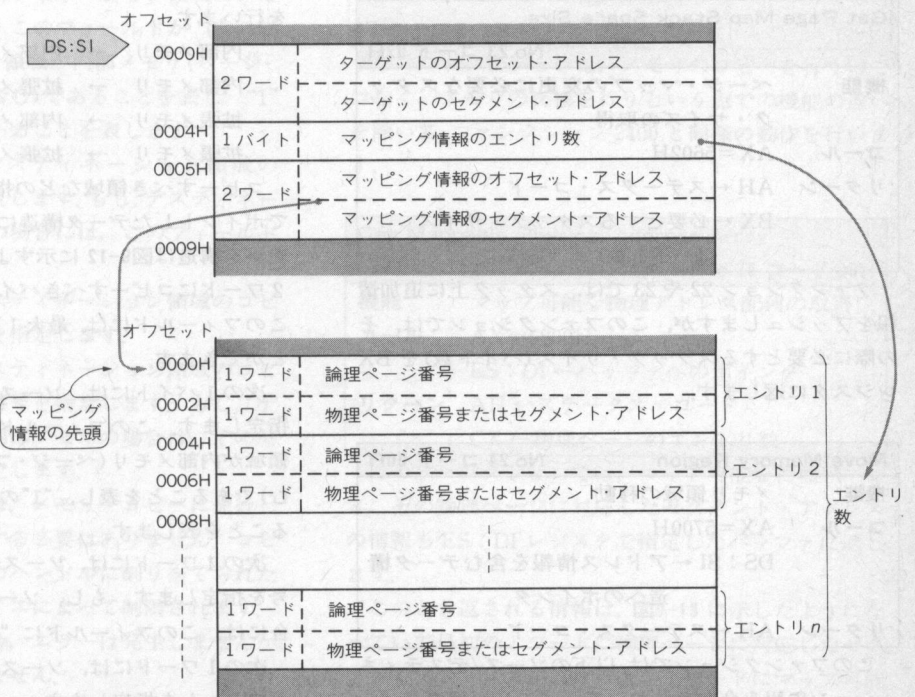 オフセット
DS:SI
0000H
2ワード
ターゲットのオフセット・アドレス
ターゲットのセグメント・アドレス
0004H
1バイト
マッピング情報のエントリ数
0005H
2ワード
マッピング情報のオフセット・アドレス
マッピング情報のセグメント・アドレス
0009H
オフセット
マッピング
情報の先頭
0000H
1ワード
論理ページ番号
0002H
1ワード
物理ページ番号またはセグメント・アドレス
エントリ1
0004H
1ワード
論理ページ番号
0006H
1ワード
物理ページ番号またはセグメント・アドレス
エントリ2
0008H
エントリ
数
1ワード
論理ページ番号
1ワード
物理ページ番号またはセグメント・アドレス
エントリn